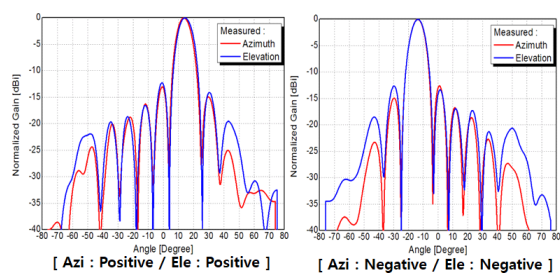 Normalized Gain [dBi]
0
-5
-10
-15
-20
-25
-30
-35
-40
Measured :
Azimuth
Elevation
-80 -70 -60 -50 -40 -30 -20 -10 0 10 20 30 40 50 60 70 80
Angle [Degree]
[ Azi : Positive / Ele : Positive ]
Normalized Gain [dBi]
0
-5
-10
-15
-20
-25
-30
-35
-40
Measured :
Azimuth
Elevation
-80 -70 -60 -50 -40 -30 -20 -10 0 10 20 30 40 50 60 70 80
Angle [Degree]
[ Azi : Negative / Ele : Negative ]